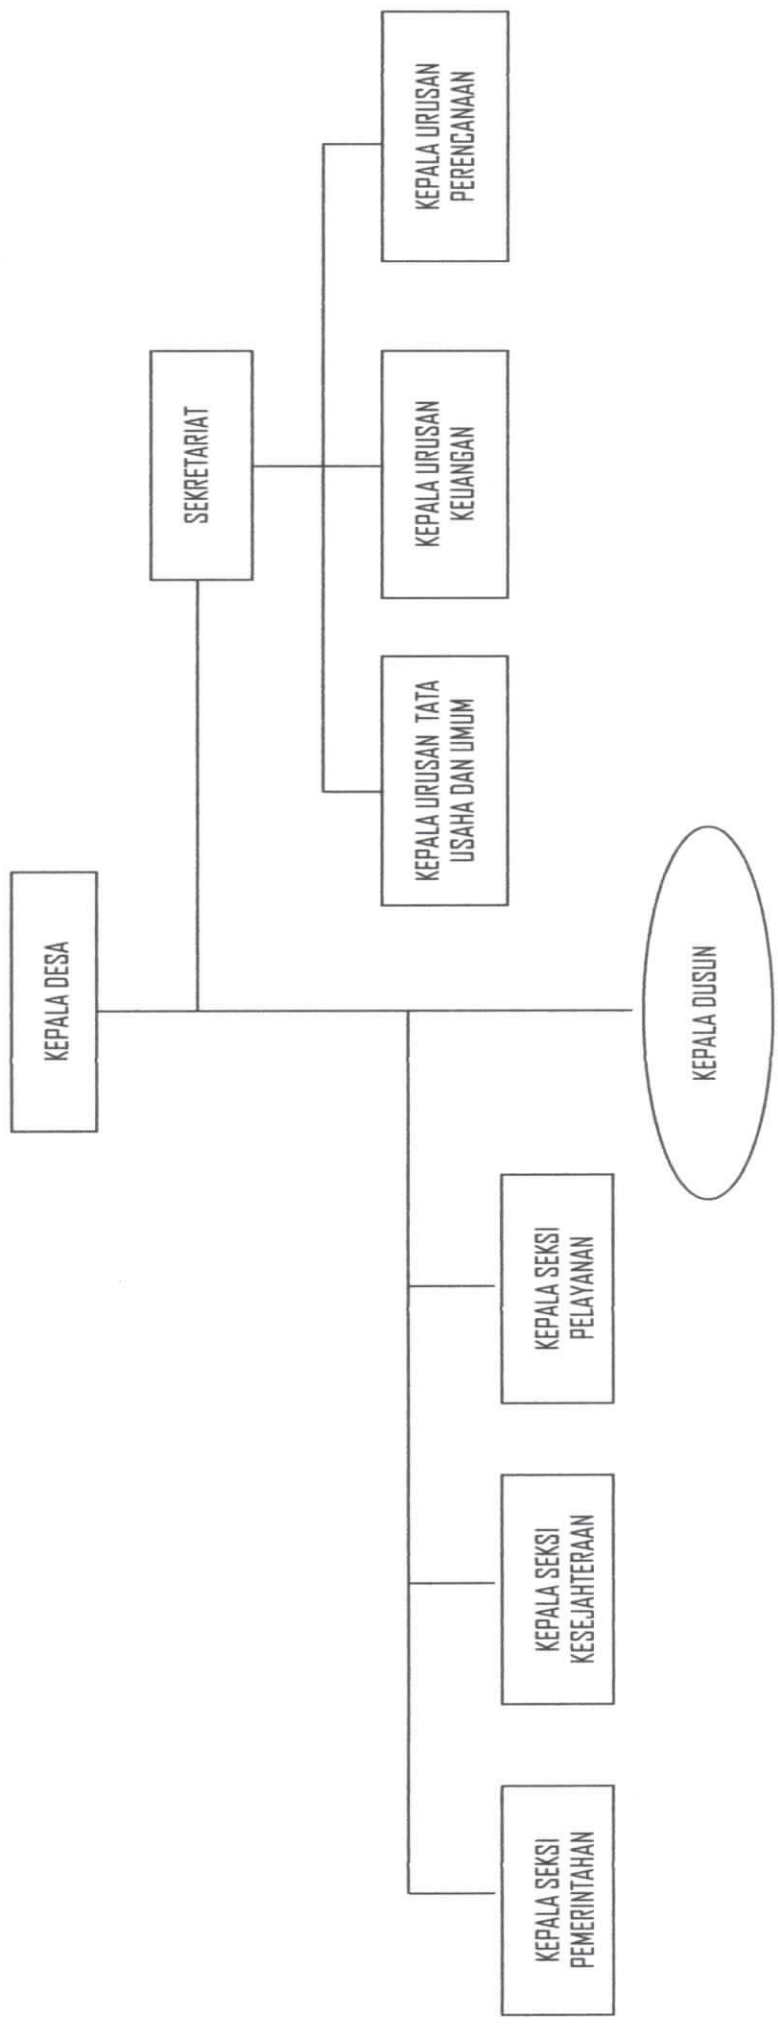 KEPALA DESA
SEKRETARIAT
KEPALA URUSAN TATA
USAHA DAN UMUM
KEPALA URUSAN
KEUANGAN
KEPALA URUSAN
PERENCANAAN
KEPALA SEKSI
PEMERINTAHAN
KEPALA SEKSI
KESEJAHTERAAN
KEPALA SEKSI
PELAYANAN
KEPALA DUSUN